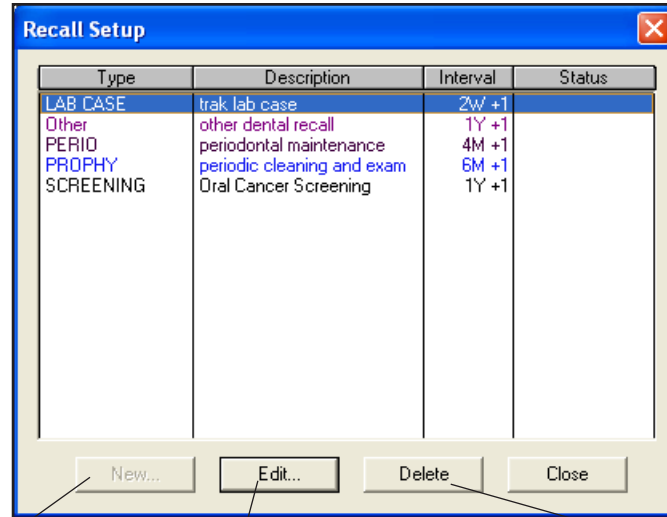 Recall Setup
Type Description Interval Status
LAB CASE trak lab case 2W +1
Other other dental recall 1Y +1
PERIO periodontal maintenance 4M +1
PROPHY periodic cleaning and exam 6M +1
SCREENING Oral Cancer Screening 1Y +1
New... Edit... Delete Close